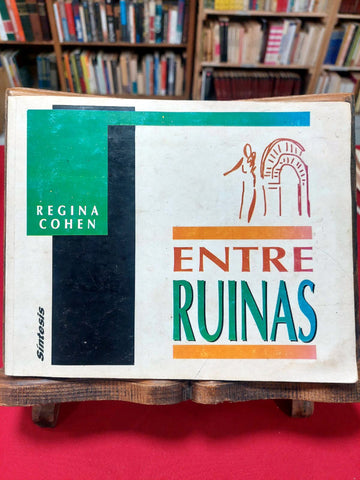 REGINA
COHEN
ENTRE
RUINAS
Síntesis